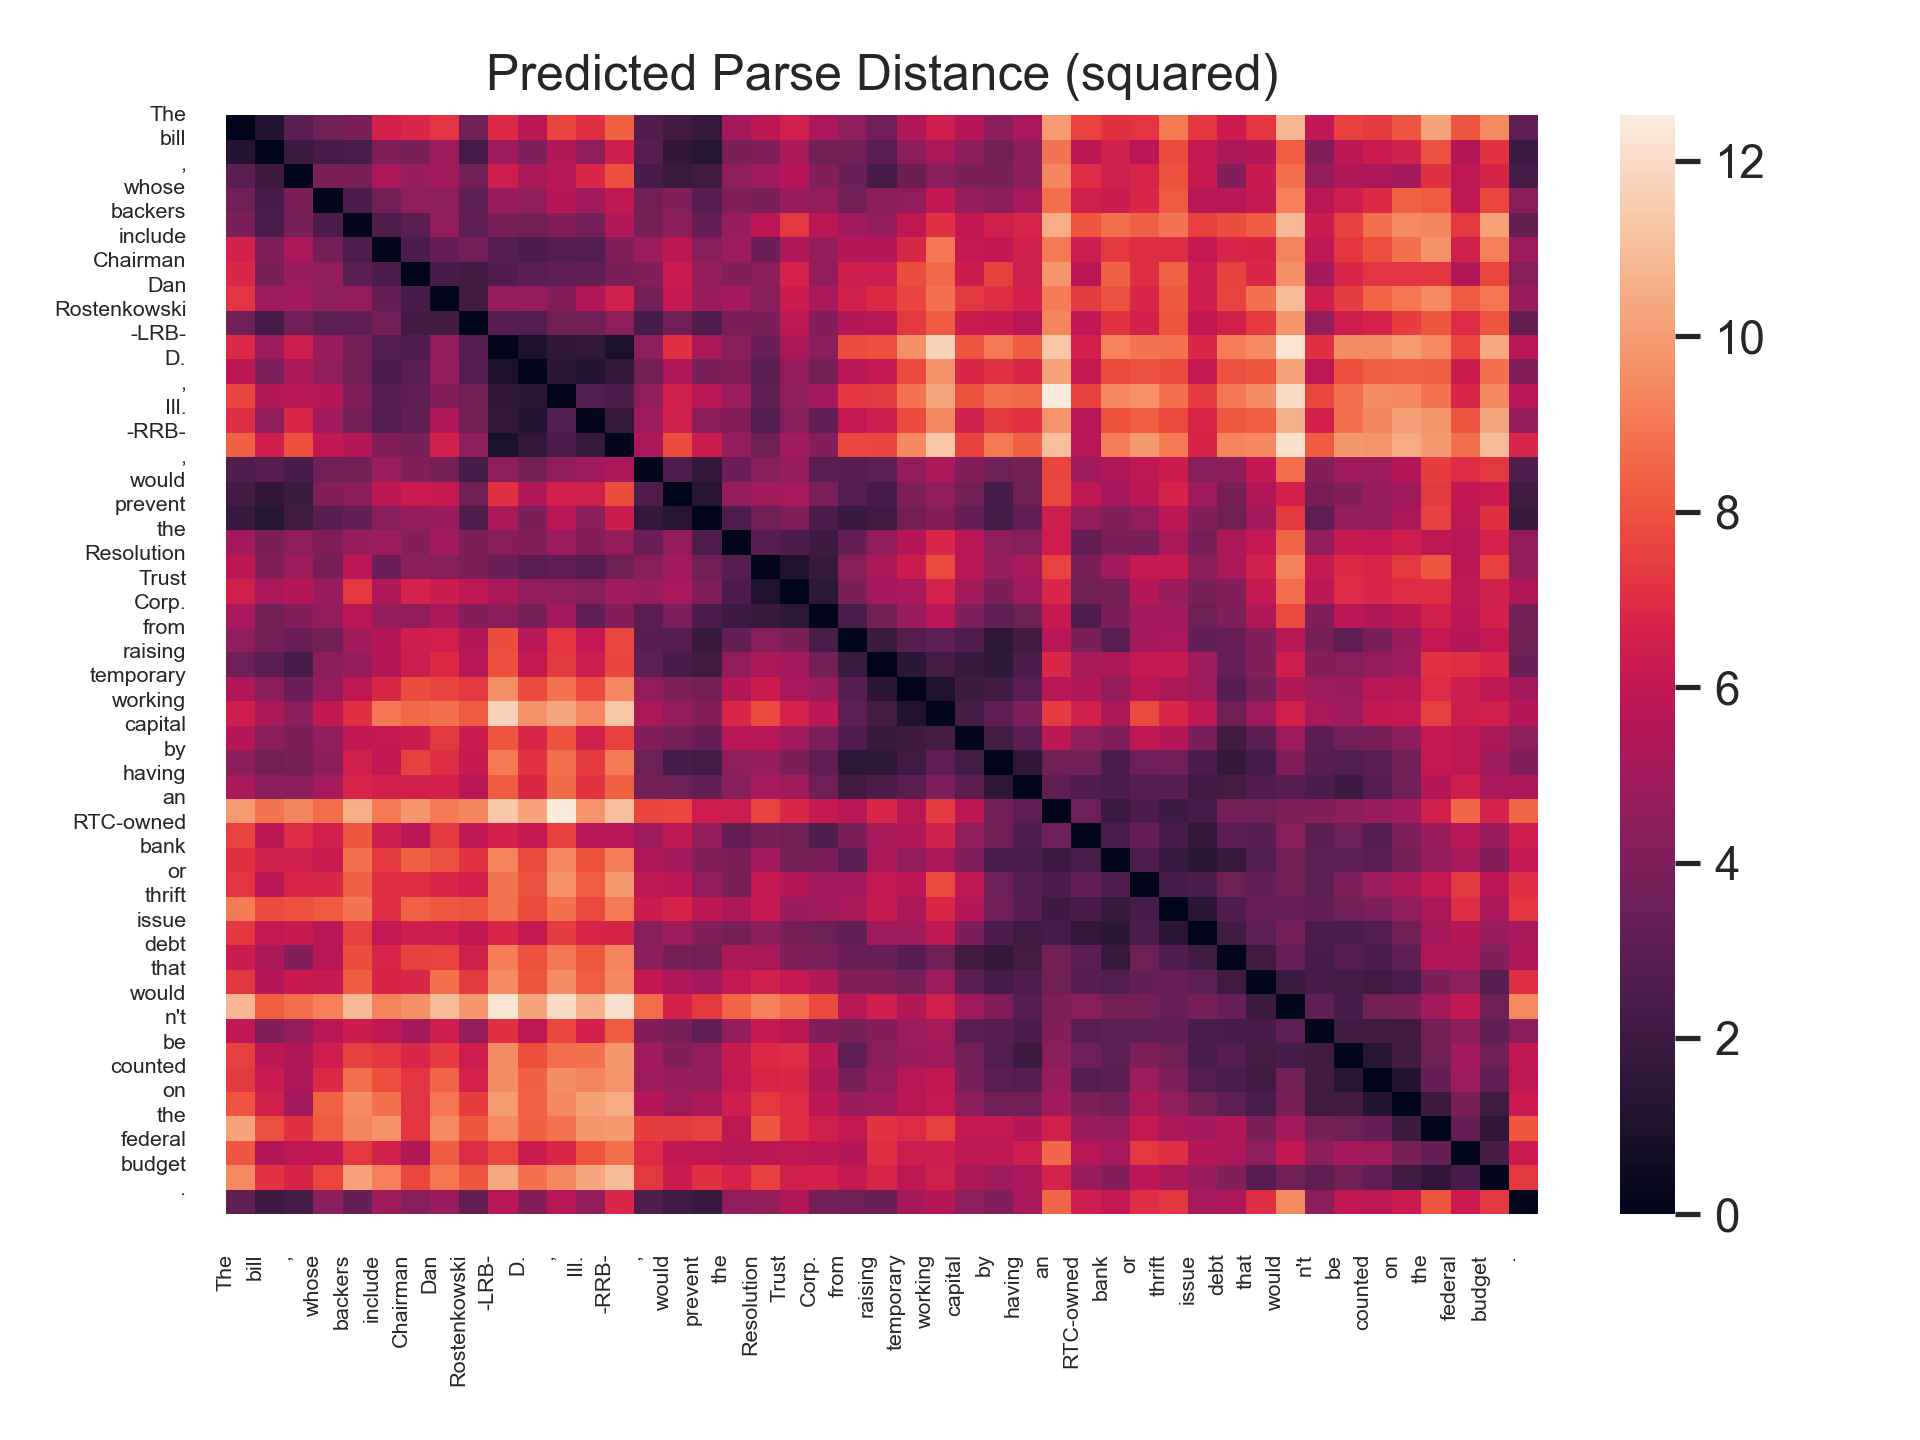 Predicted Parse Distance (squared)
The
bill
,
whose
backers
include
Chairman
Dan
Rostenkowski
-LRB-
D.
,
Ill.
-RRB-
,
would
prevent
the
Resolution
Trust
Corp.
from
raising
temporary
working
capital
by
having
an
RTC-owned
bank
or
thrift
issue
debt
that
would
n't
be
counted
on
the
federal
budget
.
The
bill
,
whose
backers
include
Chairman
Dan
Rostenkowski
-LRB-
D.
,
Ill.
-RRB-
,
would
prevent
the
Resolution
Trust
Corp.
from
raising
temporary
working
capital
by
having
an
RTC-owned
bank
or
thrift
issue
debt
that
would
n't
be
counted
on
the
federal
budget
.
12
10
8
6
4
2
0